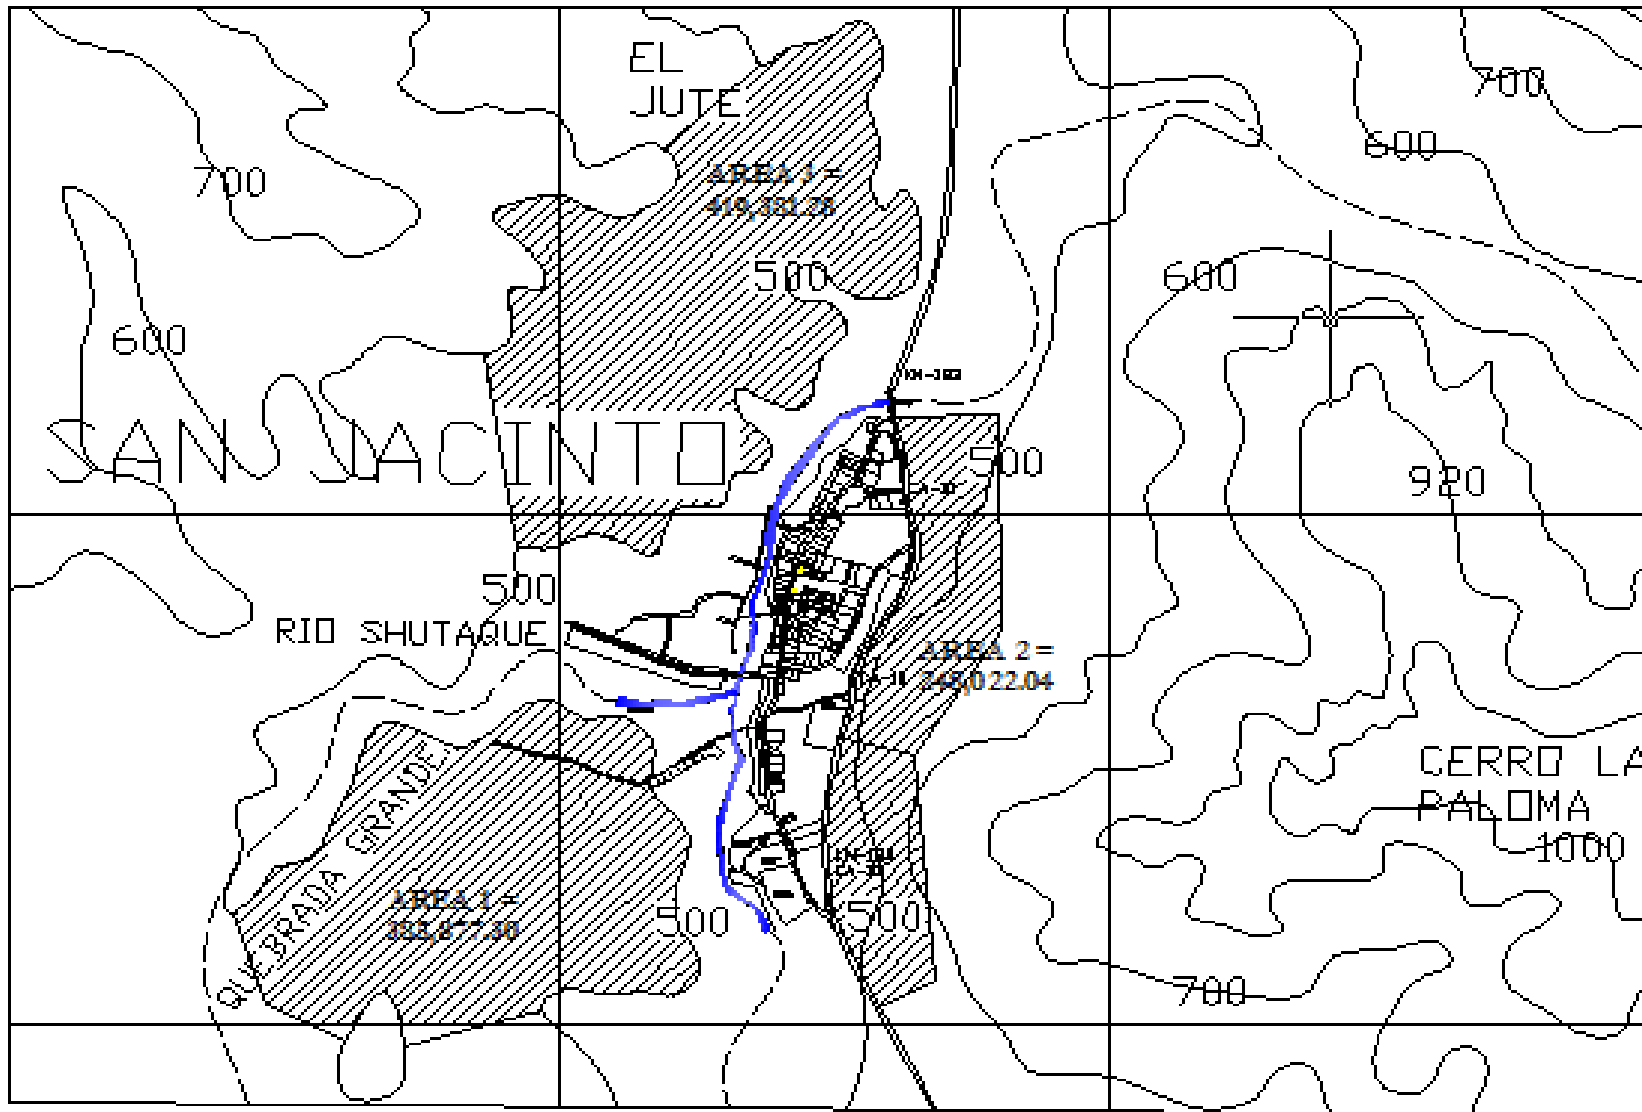 EL
JUTE
700
600
700
AREA 3 =
419,381.28
500
600
600
SAN JACINTO
500
920
500
RIO SHUTAQUE
AREA 2 =
248,022.04
CERRO LA
PALOMA
1000
QUEBRADA GRANDE
AREA 1 =
500
500
700